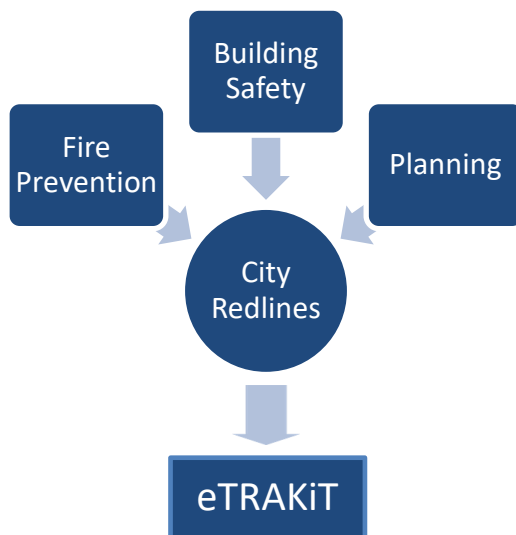 Building
Safety
Fire
Prevention
Planning
City
Redlines
eTRAKiT